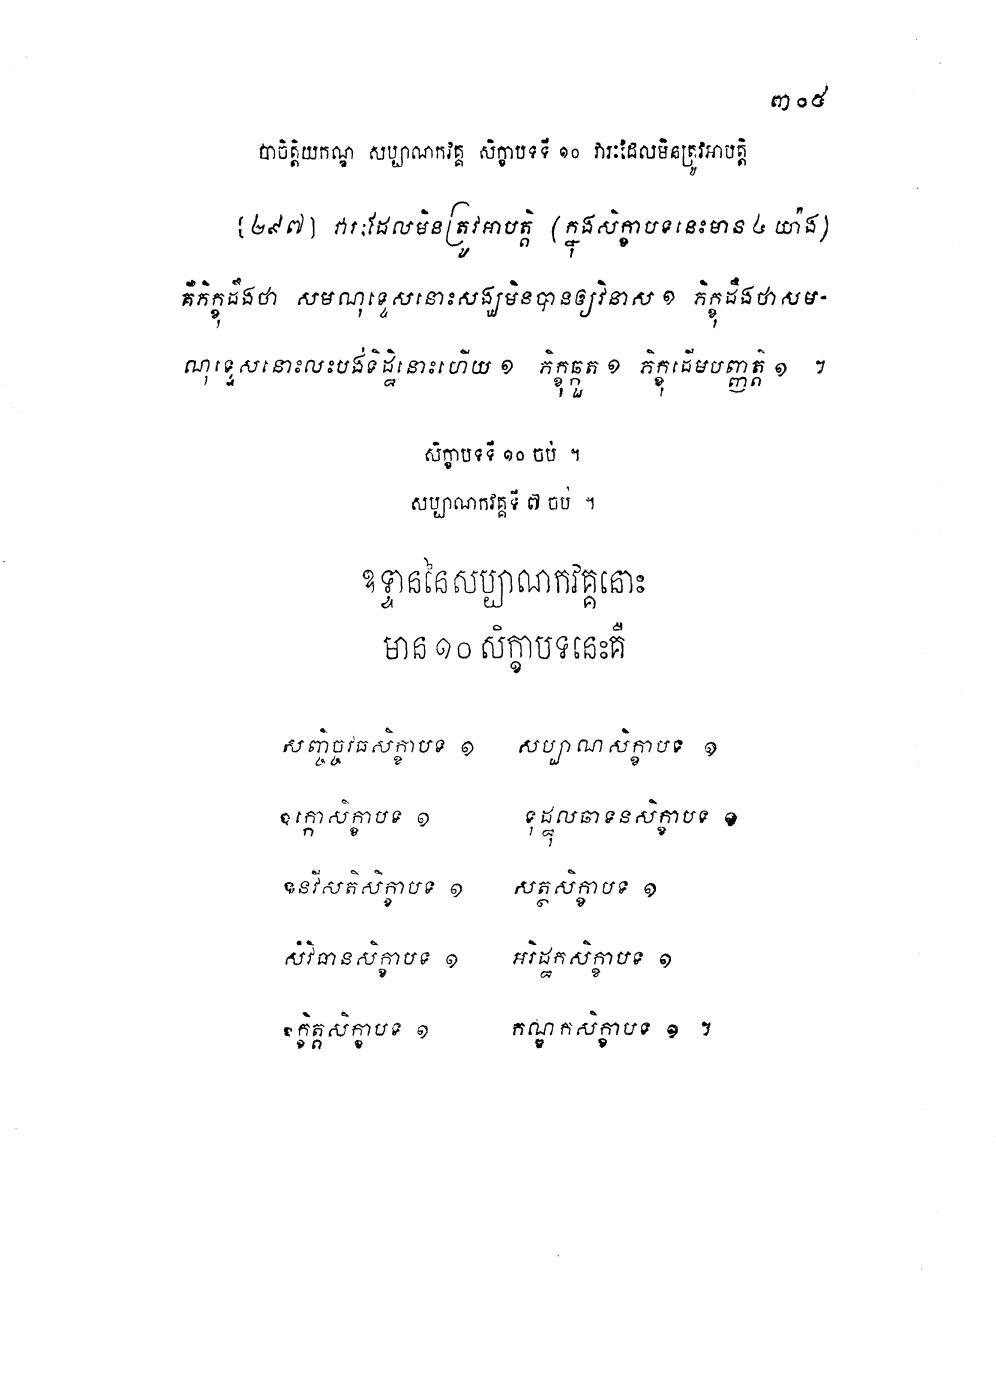 ៣០៥
បាចិត្តិយកណ្ឌ សប្បាណកវគ្គ សិក្ខាបទទី ១០ វារៈដែលមិនត្រូវអាបត្តិ
[២៩៧] វារៈដែលមិនត្រូវអាបត្តិ (ក្នុងសិក្ខាបទនេះមាន ៤ យ៉ាង)
គឺភិក្ខុដឹងថា សមណុទ្ទេសនោះសង្ឃមិនបានឲ្យវិនាស ១ ភិក្ខុដឹងថាសម-
ណុទ្ទេសនោះលះបង់ទិដ្ឋិនោះហើយ ១ ភិក្ខុឆ្កួត ១ ភិក្ខុដើមបញ្ញត្តិ ១ ។
សិក្ខាបទទី ១០ ចប់ ។
សប្បាណកវគ្គទី ៧ ចប់ ។
ឧទ្ទាននៃសប្បាណកវគ្គនោះ
មាន ១០ សិក្ខាបទនេះគឺ
សញ្ចិច្ចវធសិក្ខាបទ ១ សប្បាណសិក្ខាបទ ១
ឧក្កោសិក្ខាបទ ១ ទុដ្ឋុល្លឆាទនសិក្ខាបទ ១
ឩនវីសតិសិក្ខាបទ ១ សត្ថសិក្ខាបទ ១
សំវិធានសិក្ខាបទ ១ អរិដ្ឋកសិក្ខាបទ ១
ឧក្ខិត្តសិក្ខាបទ ១ កណ្ឌកសិក្ខាបទ ១ ។